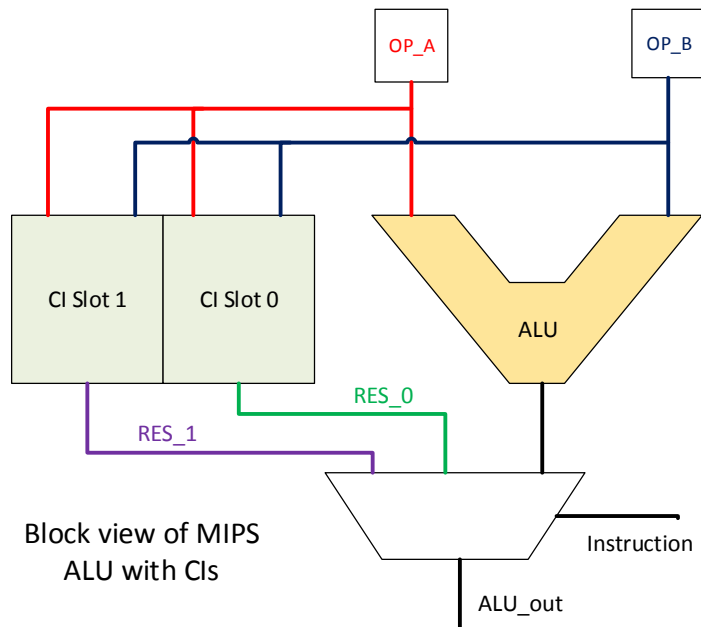 OP_A
OP_B
CI Slot 1
CI Slot 0
ALU
RES_0
RES_1
Block view of MIPS
ALU with CIs
Instruction
ALU_out